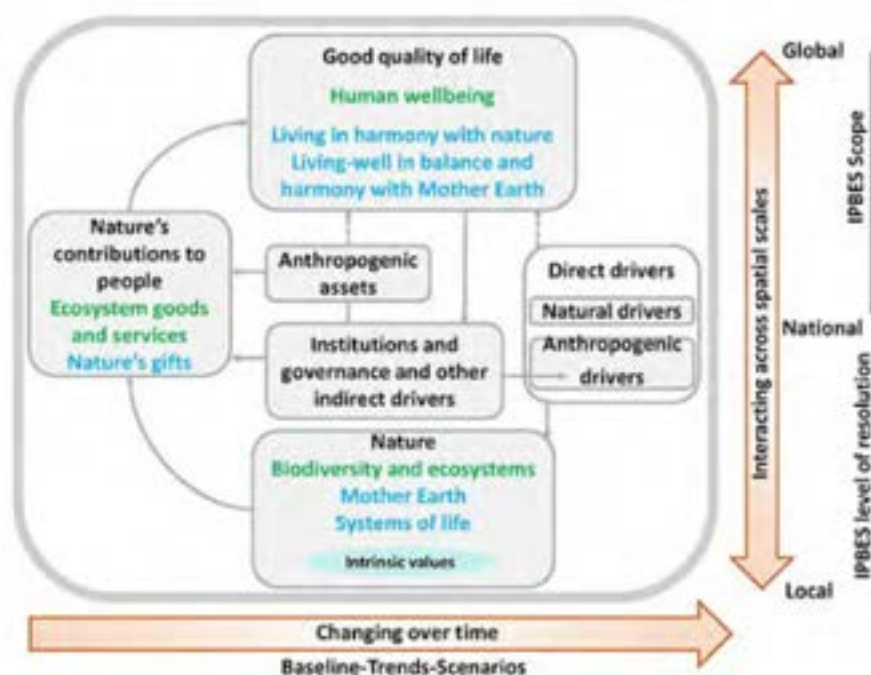 Good quality of life
Human wellbeing
Living in harmony with nature
Living-well in balance and
harmony with Mother Earth
Nature's
contributions to
people
Ecosystem goods
and services
Nature's gifts
Anthropogenic
assets
Institutions and
governance and other
indirect drivers
Direct drivers
Natural drivers
Anthropogenic
drivers
Nature
Biodiversity and ecosystems
Mother Earth
Systems of life
Intrinsic values
Changing over time
Baseline-Trends-Scenarios
Interacting across spatial scales
Global
National
Local
IPBES Scope
IPBES level of resolution